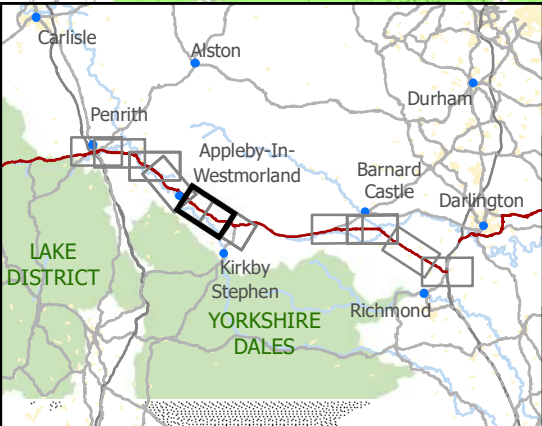 Carlisle
Alston
Durham
Penrith
Appleby-In-
Westmorland
Barnard
Castle
Darlington
LAKE
DISTRICT
Kirkby
Stephen
Richmond
YORKSHIRE
DALES